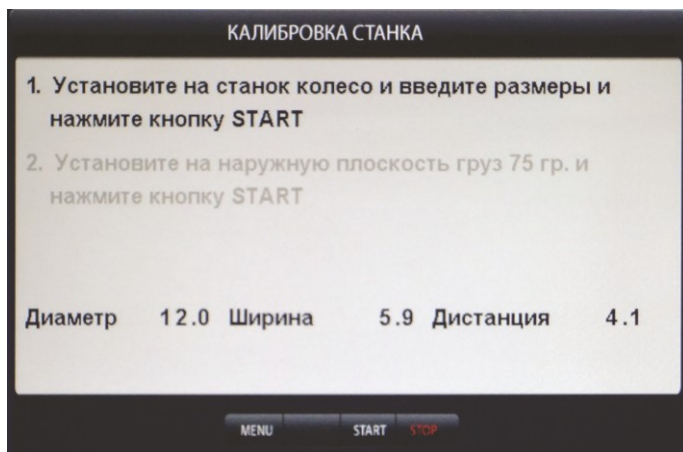 КАЛИБРОВКА СТАНКА
1. Установите на станок колесо и введите размеры и
нажмите кнопку START
2. Установите на наружную плоскость груз 75 гр. и
нажмите кнопку START
Диаметр 12.0 Ширина 5.9 Дистанция 4.1
MENU START STOP